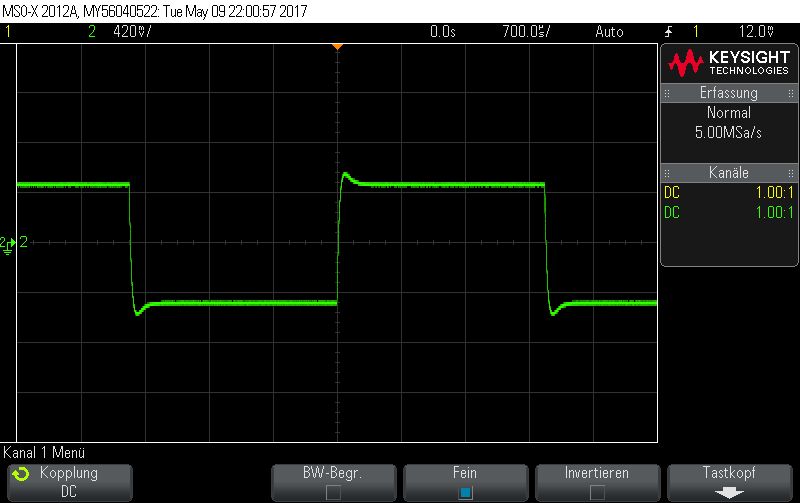 MSO-X 2012A, MY56040522: Tue May 09 22:00:57 2017
1 2 420mV/ 0.0s 700.0us/ Auto 1 12.0V
KEYSIGHT
TECHNOLOGIES
Erfassung
Normal
5.00MSa/s
Kanäle
DC 1.00:1
DC 1.00:1
2 2
Kanal 1 Menü
Kopplung
DC
BW-Begr.
Fein
Invertieren
Tastkopf